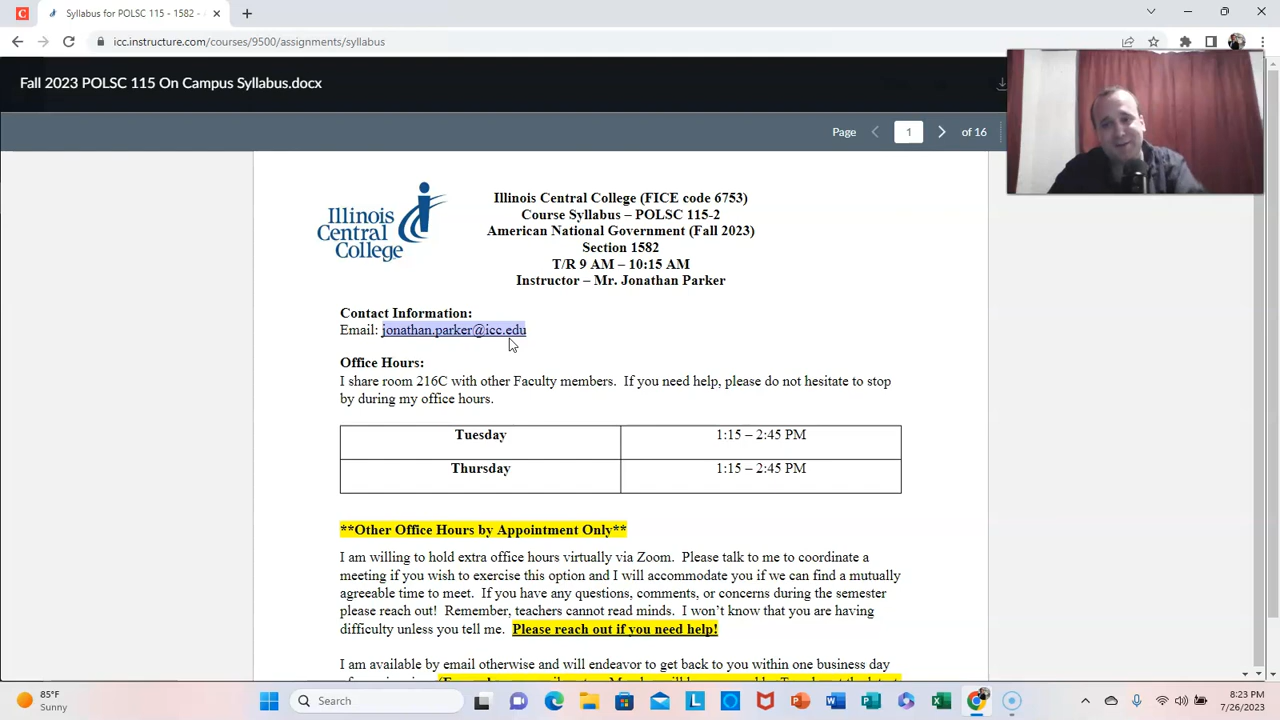 Syllabus for POLSC 115 - 1582 -
icc.instructure.com/courses/9500/assignments/syllabus
Fall 2023 POLSC 115 On Campus Syllabus.docx
Page 1 of 16
Illinois
Central
College
Illinois Central College (FICE code 6753)
Course Syllabus – POLSC 115-2
American National Government (Fall 2023)
Section 1582
T/R 9 AM – 10:15 AM
Instructor – Mr. Jonathan Parker
Contact Information:
Email: jonathan.parker@icc.edu
Office Hours:
I share room 216C with other Faculty members. If you need help, please do not hesitate to stop
by during my office hours.
Tuesday 1:15 – 2:45 PM
Thursday 1:15 – 2:45 PM
**Other Office Hours by Appointment Only**
I am willing to hold extra office hours virtually via Zoom. Please talk to me to coordinate a
meeting if you wish to exercise this option and I will accommodate you if we can find a mutually
agreeable time to meet. If you have any questions, comments, or concerns during the semester
please reach out! Remember, teachers cannot read minds. I won't know that you are having
difficulty unless you tell me. Please reach out if you need help!
I am available by email otherwise and will endeavor to get back to you within one business day
85°F
Sunny
Search
8:23 PM
7/26/2023